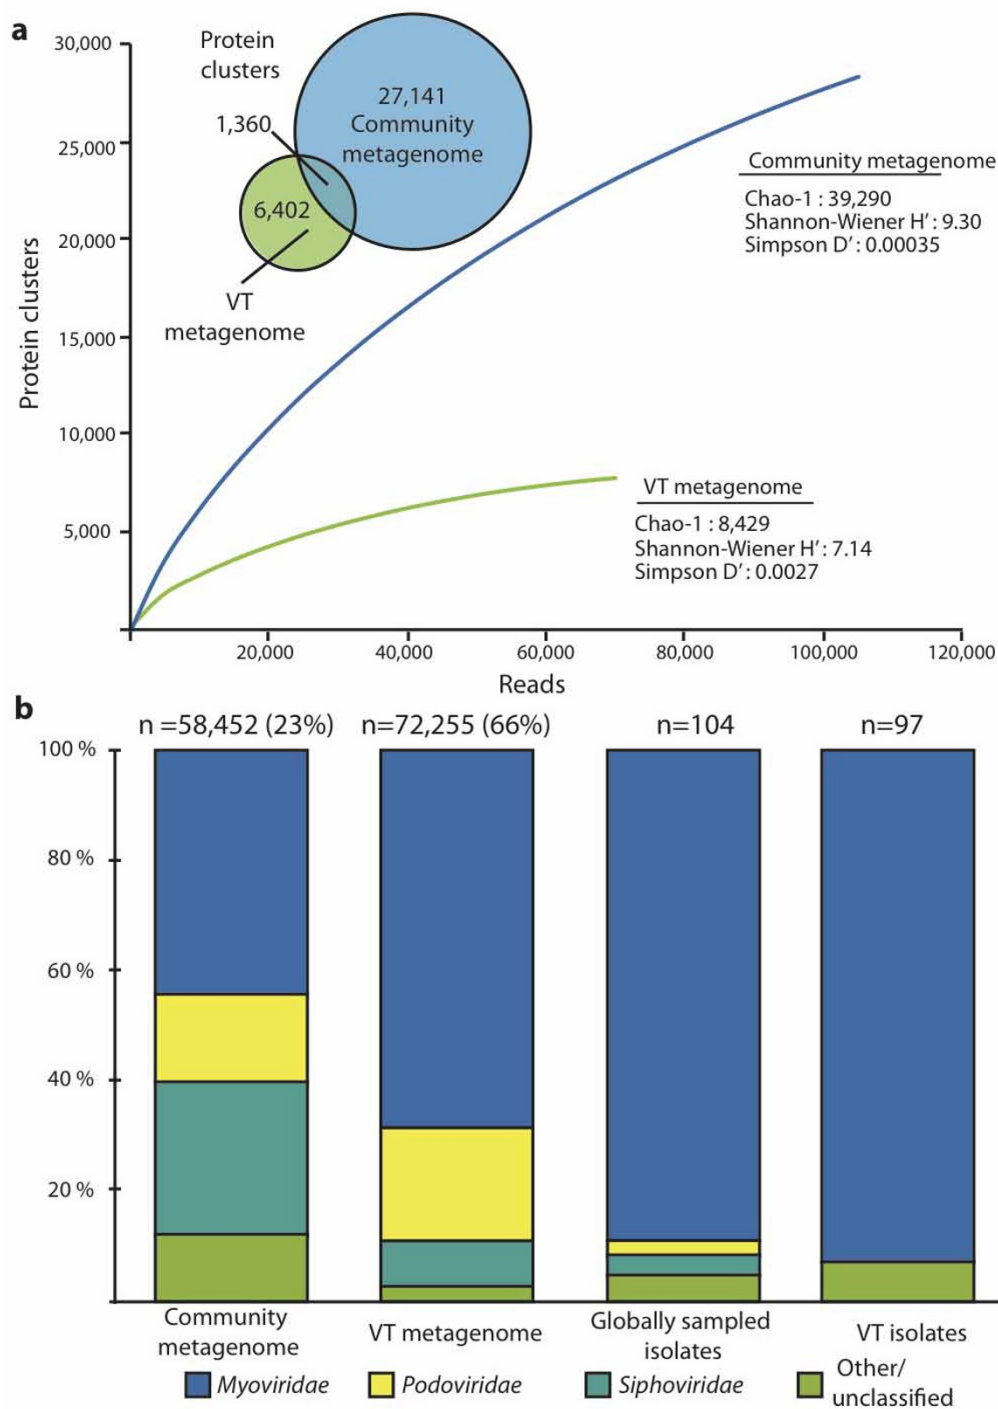 a
30,000
25,000
20,000
15,000
10,000
5,000
Protein clusters
Protein
clusters
1,360
27,141
Community
metagenome
6,402
VT
metagenome
Community metagenome
Chao-1 : 39,290
Shannon-Wiener H′: 9.30
Simpson D′: 0.00035
VT metagenome
Chao-1 : 8,429
Shannon-Wiener H′: 7.14
Simpson D′: 0.0027
20,000 40,000 60,000 80,000 100,000 120,000
Reads
b
n =58,452 (23%) n=72,255 (66%) n=104 n=97
100 %
80 %
60 %
40 %
20 %
Community
metagenome
VT metagenome
Globally sampled
isolates
VT isolates
Myoviridae
Podoviridae
Siphoviridae
Other/
unclassified